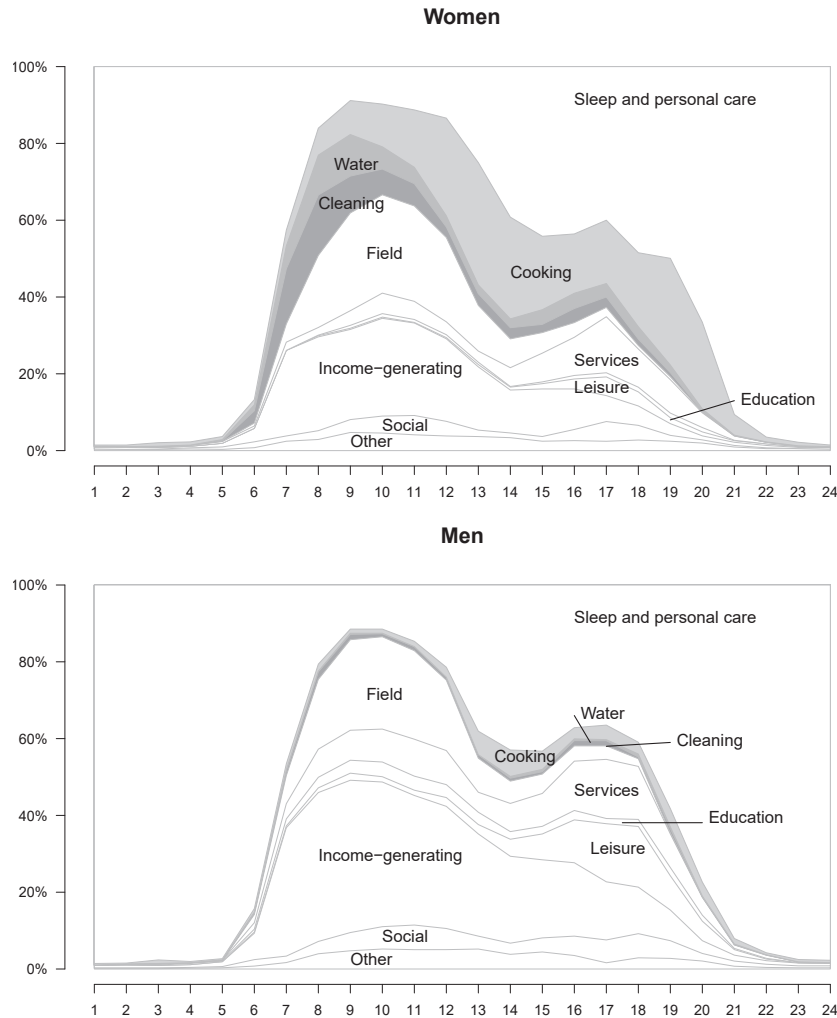 Women
100%
Sleep and personal care
80%
Water
Cleaning
60%
Field
Cooking
40%
Services
Income−generating
Leisure
20%
Education
Social
Other
0%
1 2 3 4 5 6 7 8 9 10 11 12 13 14 15 16 17 18 19 20 21 22 23 24
Men
100%
Sleep and personal care
80%
Field
Water
60%
Cleaning
Cooking
Services
40%
Education
Leisure
Income−generating
20%
Social
Other
0%
1 2 3 4 5 6 7 8 9 10 11 12 13 14 15 16 17 18 19 20 21 22 23 24